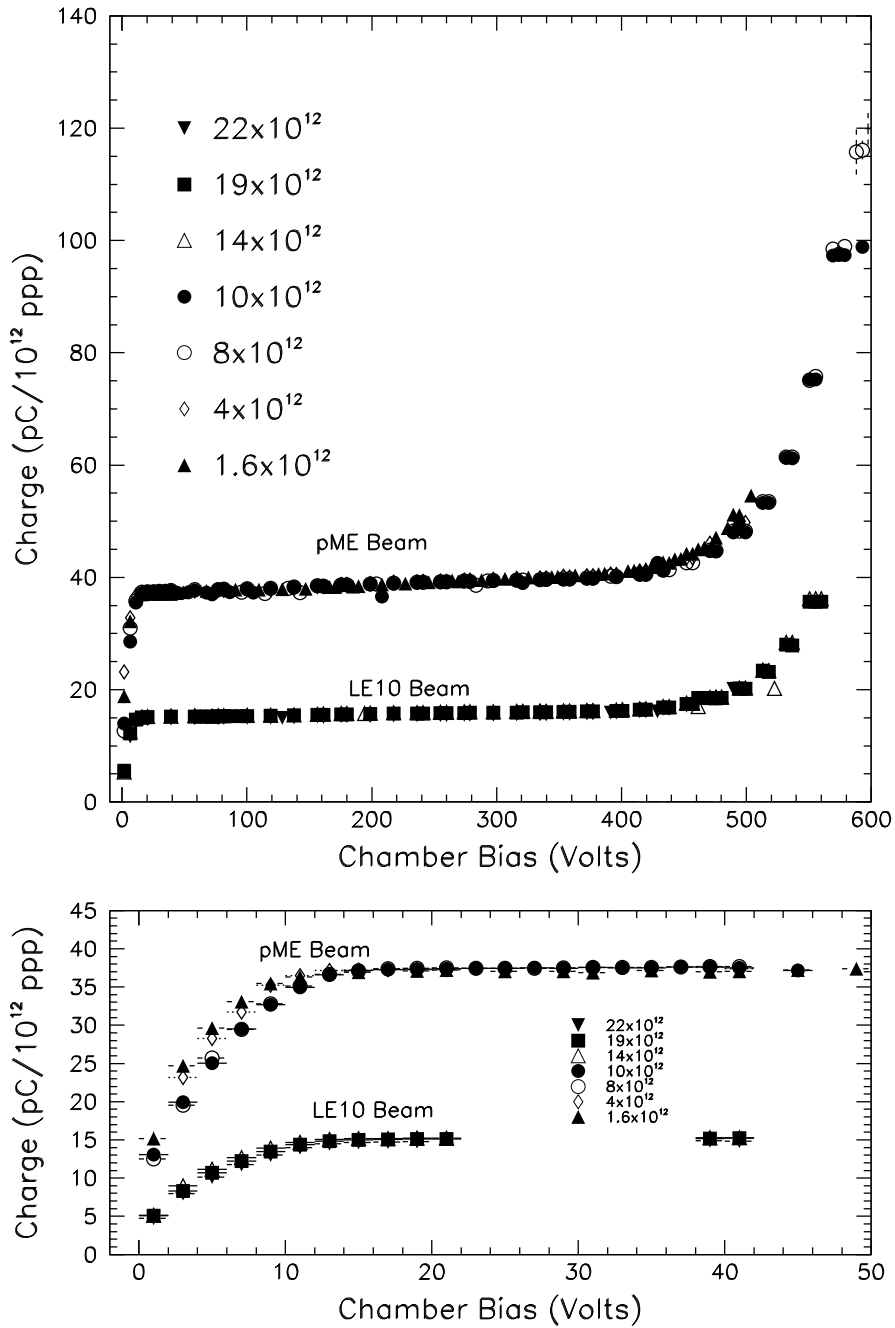 140
120
100
80
60
40
20
0
Charge (pC/10¹² ppp)
22x10¹²
19x10¹²
14x10¹²
10x10¹²
8x10¹²
4x10¹²
1.6x10¹²
pME Beam
LE10 Beam
0 100 200 300 400 500 600
Chamber Bias (Volts)
45
40
35
30
25
20
15
10
5
0
Charge (pC/10¹² ppp)
pME Beam
22x10¹²
19x10¹²
14x10¹²
10x10¹²
8x10¹²
4x10¹²
1.6x10¹²
LE10 Beam
0 10 20 30 40 50
Chamber Bias (Volts)